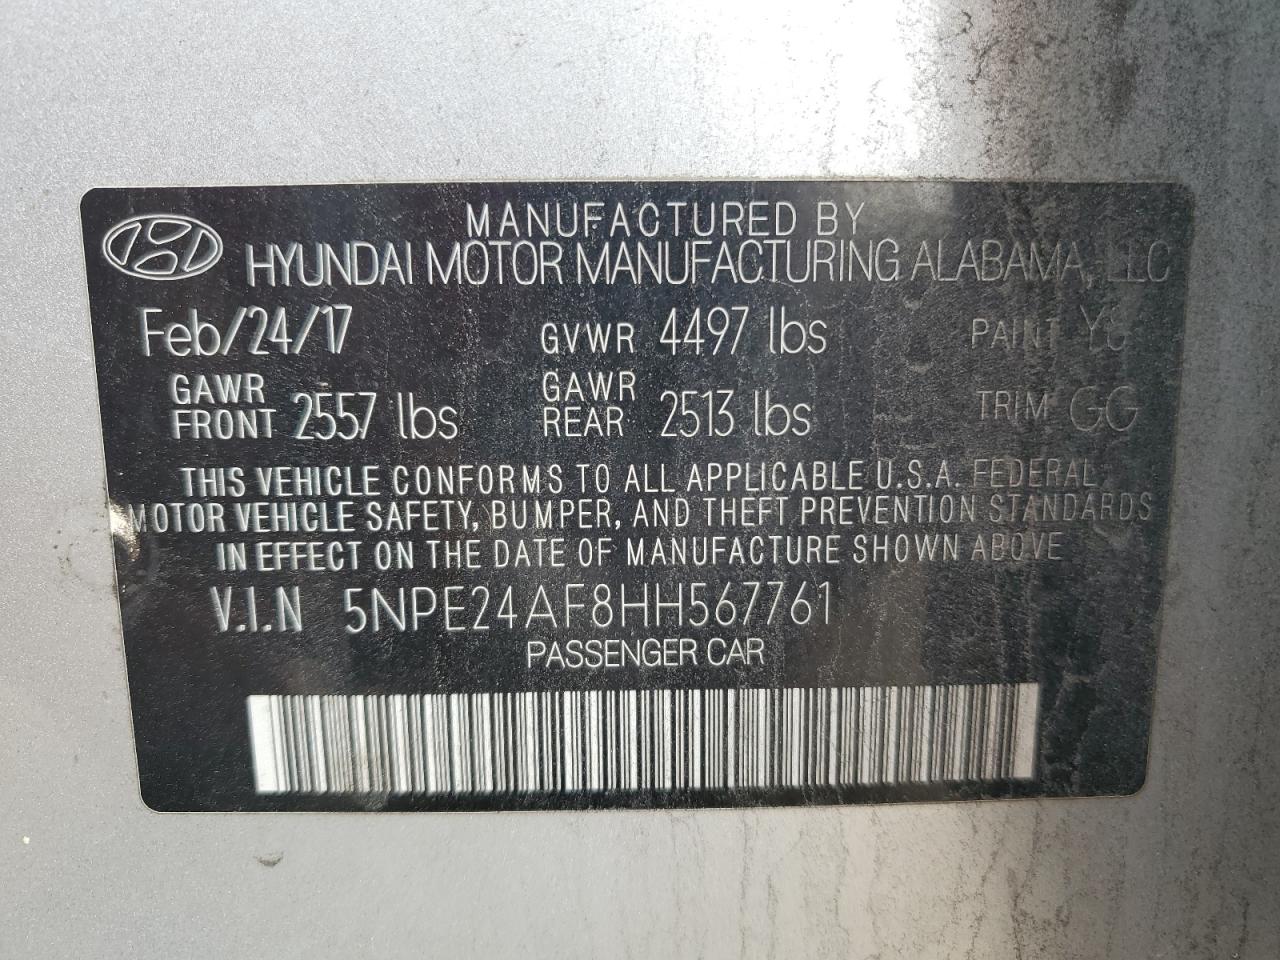 MANUFACTURED BY
HYUNDAI MOTOR MANUFACTURING ALABAMA, LLC
Feb/24/17 GVWR 4497 lbs PAINT
GAWR FRONT 2557 lbs GAWR REAR 2513 lbs TRIM GG
THIS VEHICLE CONFORMS TO ALL APPLICABLE U.S.A. FEDERAL
MOTOR VEHICLE SAFETY, BUMPER, AND THEFT PREVENTION STANDARDS
IN EFFECT ON THE DATE OF MANUFACTURE SHOWN ABOVE
V.I.N 5NPE24AF8HH567761
PASSENGER CAR